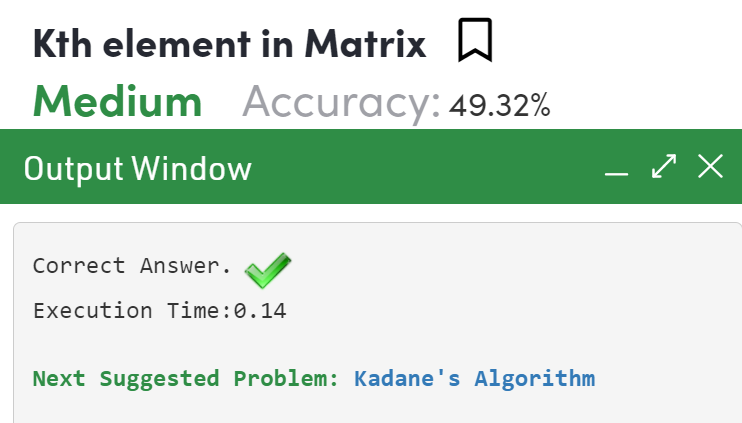 Kth element in Matrix
Medium Accuracy: 49.32%
Output Window
Correct Answer.
Execution Time:0.14
Next Suggested Problem: Kadane's Algorithm